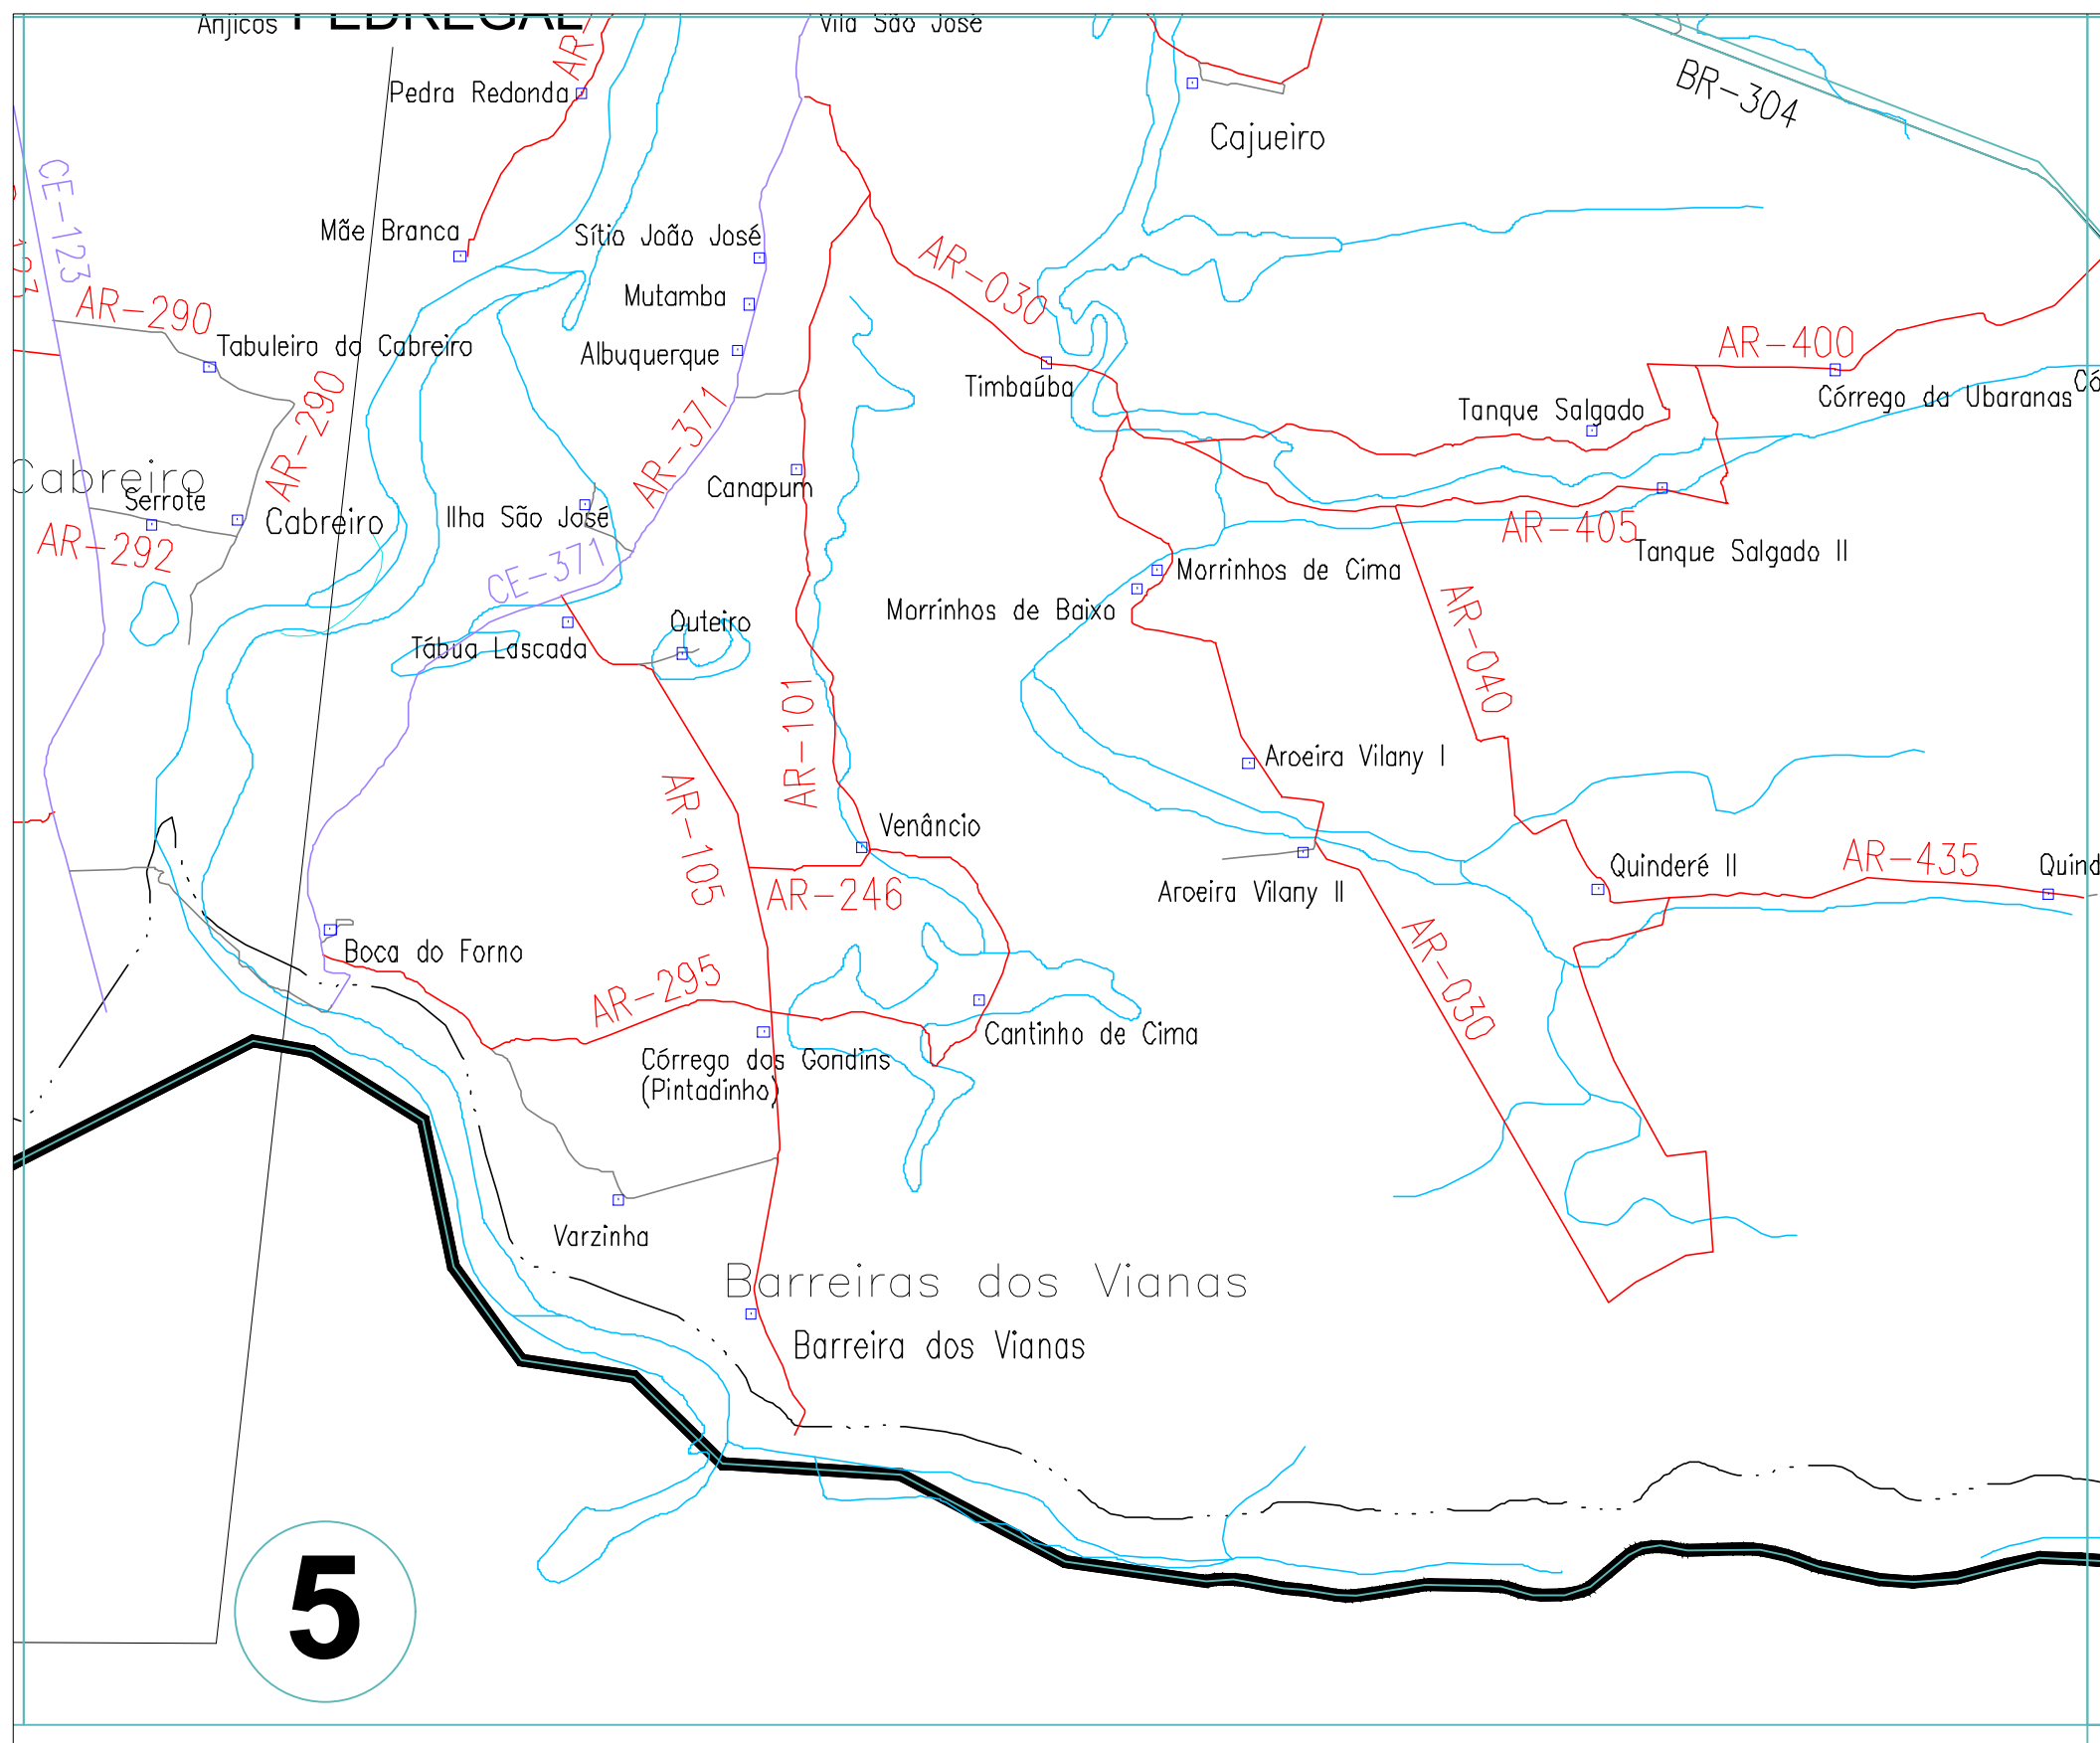 Anjicos PEDREGAL
Vila São José
AR-
Pedra Redonda
BR-304
Cajueiro
CE-123
Mãe Branca
Sítio João José
AR-030
Mutamba
AR-290
Tabuleiro do Cabreiro
Albuquerque
Timbaúba
AR-400
Córrego da Ubaranas
Có
AR-290
AR-371
Tanque Salgado
Cabreiro
Serrote
Canapum
Ilha São José
Cabreiro
AR-292
AR-405
Tanque Salgado II
CE-371
Morrinhos de Cima
Morrinhos de Baixo
AR-040
Outeiro
Tábua Lascada
AR-101
Aroeira Vilany I
AR-105
Venâncio
Quinderé II
AR-435
Quind
AR-246
Aroeira Vilany II
Boca do Forno
AR-030
AR-295
Cantinho de Cima
Córrego dos Gondins
(Pintadinho)
Varzinha
Barreiras dos Vianas
Barreira dos Vianas
5